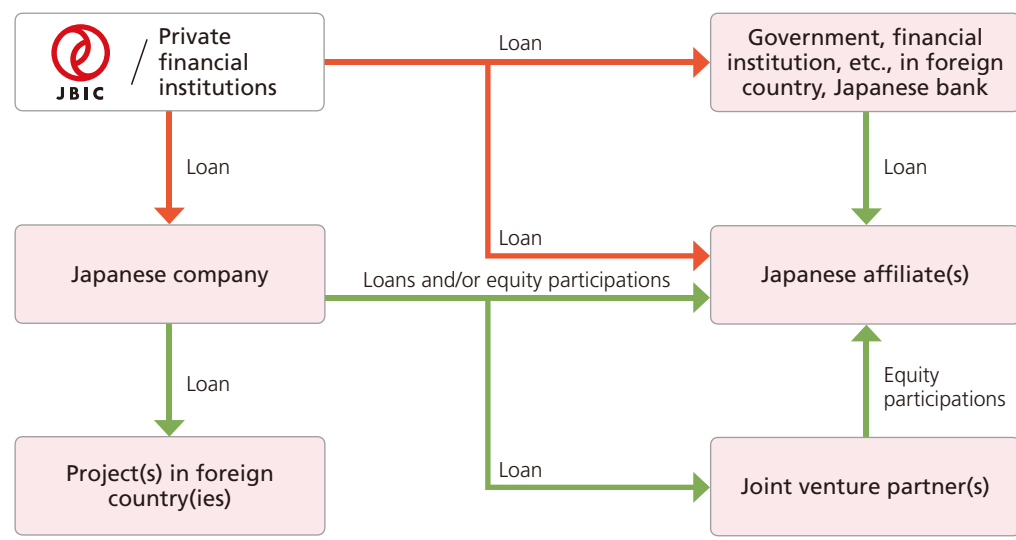 JBIC
Private
financial
institutions
Loan
Government, financial
institution, etc., in foreign
country, Japanese bank
Loan
Loan
Loan
Japanese company
Loans and/or equity participations
Japanese affiliate(s)
Loan
Equity
participations
Project(s) in foreign
country(ies)
Loan
Joint venture partner(s)